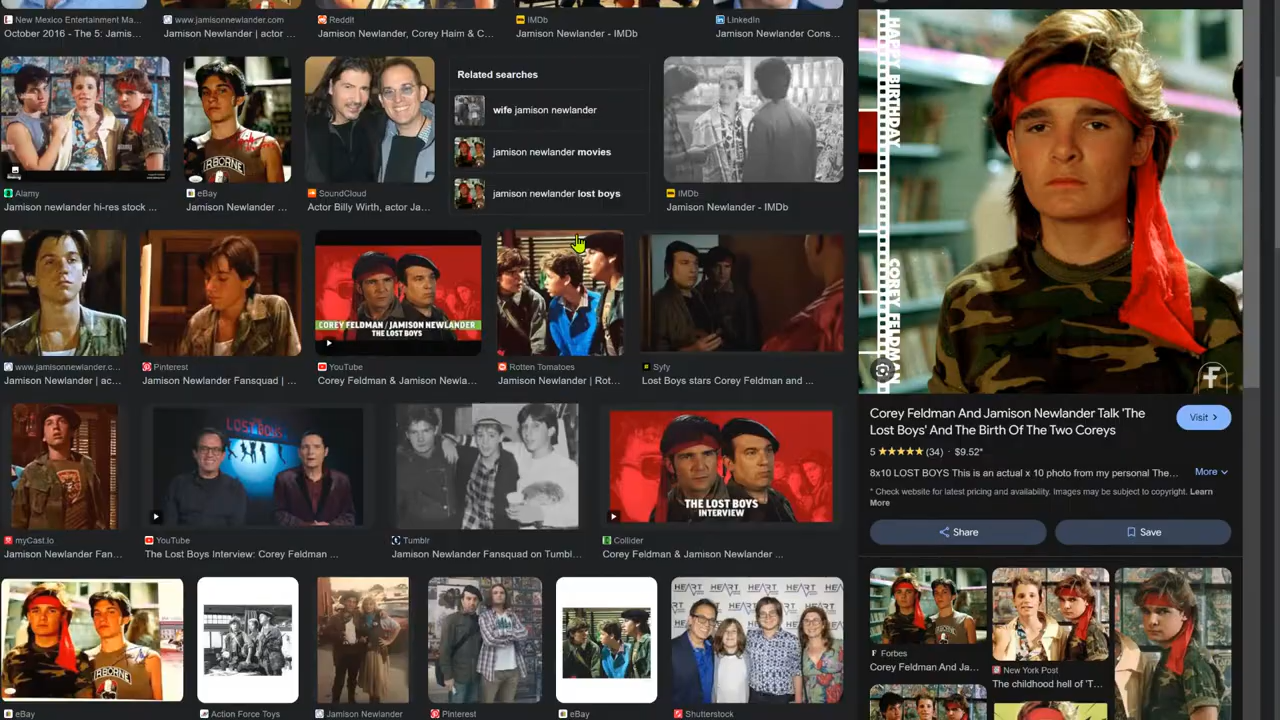 New Mexico Entertainment Ma...
www.jamisonnewlander.com
Reddit
IMDb
LinkedIn
October 2016 - The 5: Jamis...
Jamison Newlander | actor ...
Jamison Newlander, Corey Haim & C...
Jamison Newlander - IMDb
Jamison Newlander Cons...
Related searches
wife jamison newlander
jamison newlander movies
jamison newlander lost boys
AIRBORNE
Alamy
eBay
SoundCloud
IMDb
Jamison newlander hi-res stock ...
Jamison Newlander ...
Actor Billy Wirth, actor Ja...
Jamison Newlander - IMDb
COREY FELDMAN / JAMISON NEWLANDER
THE LOST BOYS
www.jamisonnewlander.c...
Pinterest
YouTube
Rotten Tomatoes
Syfy
Jamison Newlander | ac...
Jamison Newlander Fansquad | ...
Corey Feldman & Jamison Newla...
Jamison Newlander | Rot...
Lost Boys stars Corey Feldman and ...
LOST BOYS
THE LOST BOYS
INTERVIEW
myCast.io
YouTube
Tumblr
Collider
Jamison Newlander Fan...
The Lost Boys Interview: Corey Feldman ...
Jamison Newlander Fansquad on Tumbl...
Corey Feldman & Jamison Newlander ...
AIRBORNE
HEART
eBay
Action Force Toys
Jamison Newlander
Pinterest
eBay
Shutterstock
HAPPY BIRTHDAY
COREY FELDMAN
Corey Feldman And Jamison Newlander Talk 'The
Lost Boys' And The Birth Of The Two Coreys
Visit
5 (34) · $9.52*
8x10 LOST BOYS This is an actual x 10 photo from my personal The...
More
* Check website for latest pricing and availability. Images may be subject to copyright. Learn
More
Share
Save
Forbes
Corey Feldman And Ja...
New York Post
The childhood hell of 'T...